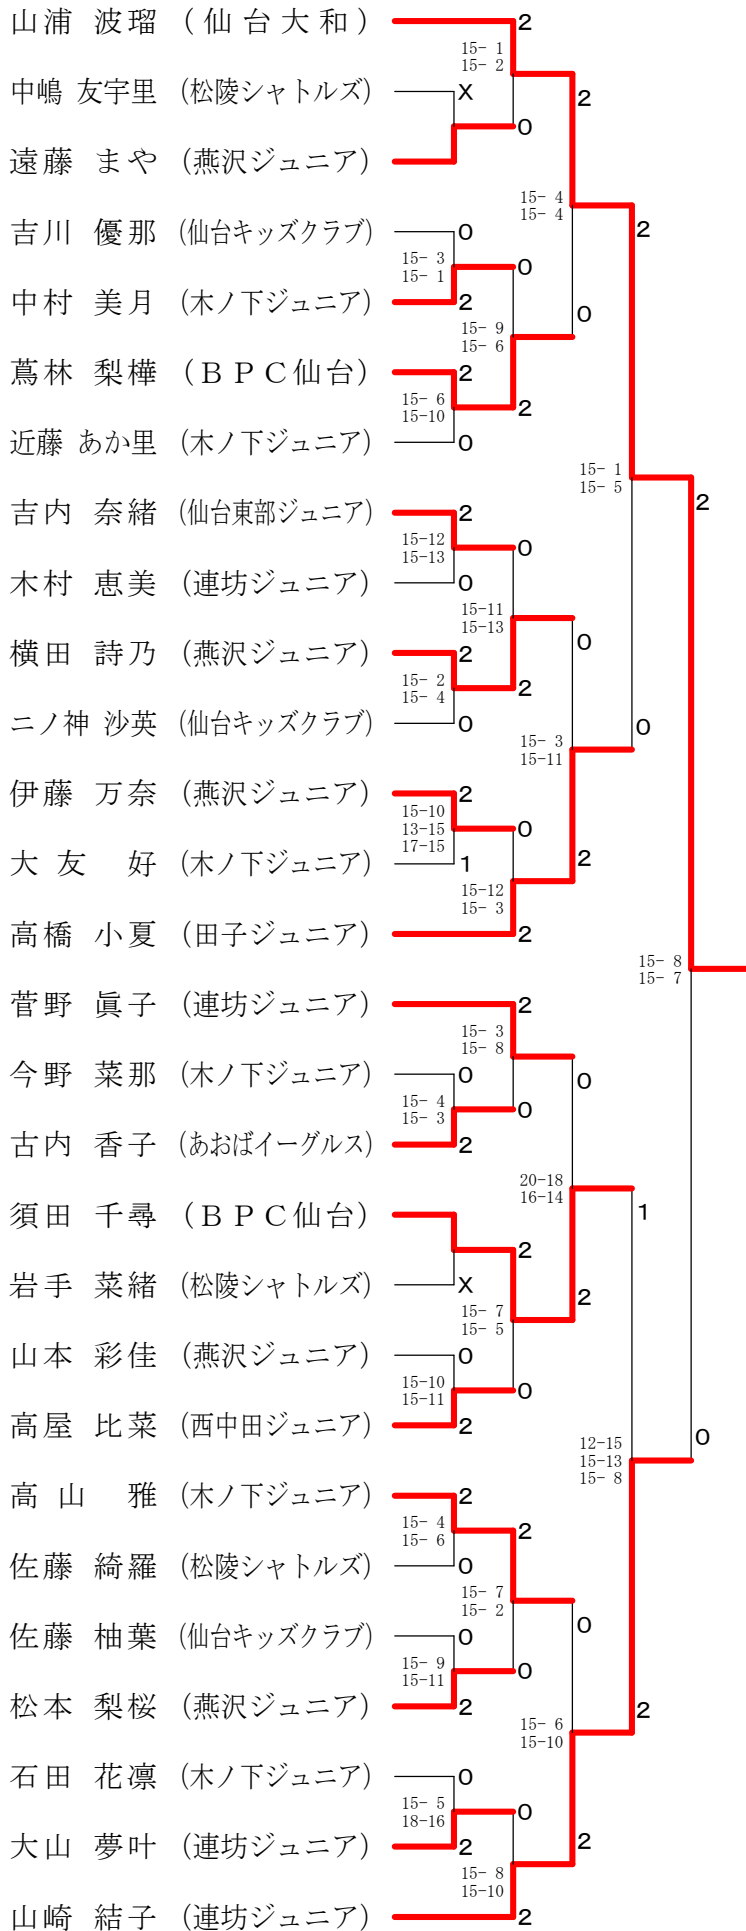 山浦 波瑠 (仙台大和) 2
15- 1
15- 2
中嶋 友宇里 (松陵シャトルズ) X 2
0
遠藤 まや (燕沢ジュニア)
15- 4
15- 4
吉川 優那 (仙台キッズクラブ) 0 2
15- 3
15- 1
0
中村 美月 (木ノ下ジュニア) 2 0
15- 9
15- 6
蔦林 梨樺 (BPC仙台) 2
15- 6
15-10
2
近藤 あか里 (木ノ下ジュニア) 0
15- 1
15- 5
2
吉内 奈緒 (仙台東部ジュニア) 2
15-12
15-13
0
木村 恵美 (連坊ジュニア) 0
15-11
15-13
0
横田 詩乃 (燕沢ジュニア) 2
15- 2
15- 4
2
ニノ神 沙英 (仙台キッズクラブ) 0 0
15- 3
15-11
伊藤 万奈 (燕沢ジュニア) 2
15-10
13-15
17-15
0
大友 好 (木ノ下ジュニア) 1 2
15-12
15- 3
高橋 小夏 (田子ジュニア) 2
15- 8
15- 7
菅野 眞子 (連坊ジュニア) 2
15- 3
15- 8
今野 菜那 (木ノ下ジュニア) 0 0
15- 4
15- 3
0
古内 香子 (あおばイーグルス) 2
20-18
16-14
須田 千尋 (BPC仙台) 1
2
岩手 菜緒 (松陵シャトルズ) X 2
15- 7
15- 5
山本 彩佳 (燕沢ジュニア) 0
15-10
15-11
0
高屋 比菜 (西中田ジュニア) 2 0
12-15
15-13
15- 8
高山 雅 (木ノ下ジュニア) 2
15- 4
15- 6
2
佐藤 綺羅 (松陵シャトルズ) 0
15- 7
15- 2
佐藤 柚葉 (仙台キッズクラブ) 0 0
15- 9
15-11
0
松本 梨桜 (燕沢ジュニア) 2 2
15- 6
15-10
石田 花凛 (木ノ下ジュニア) 0
15- 5
18-16
0
大山 夢叶 (連坊ジュニア) 2 2
15- 8
15-10
山崎 結子 (連坊ジュニア) 2